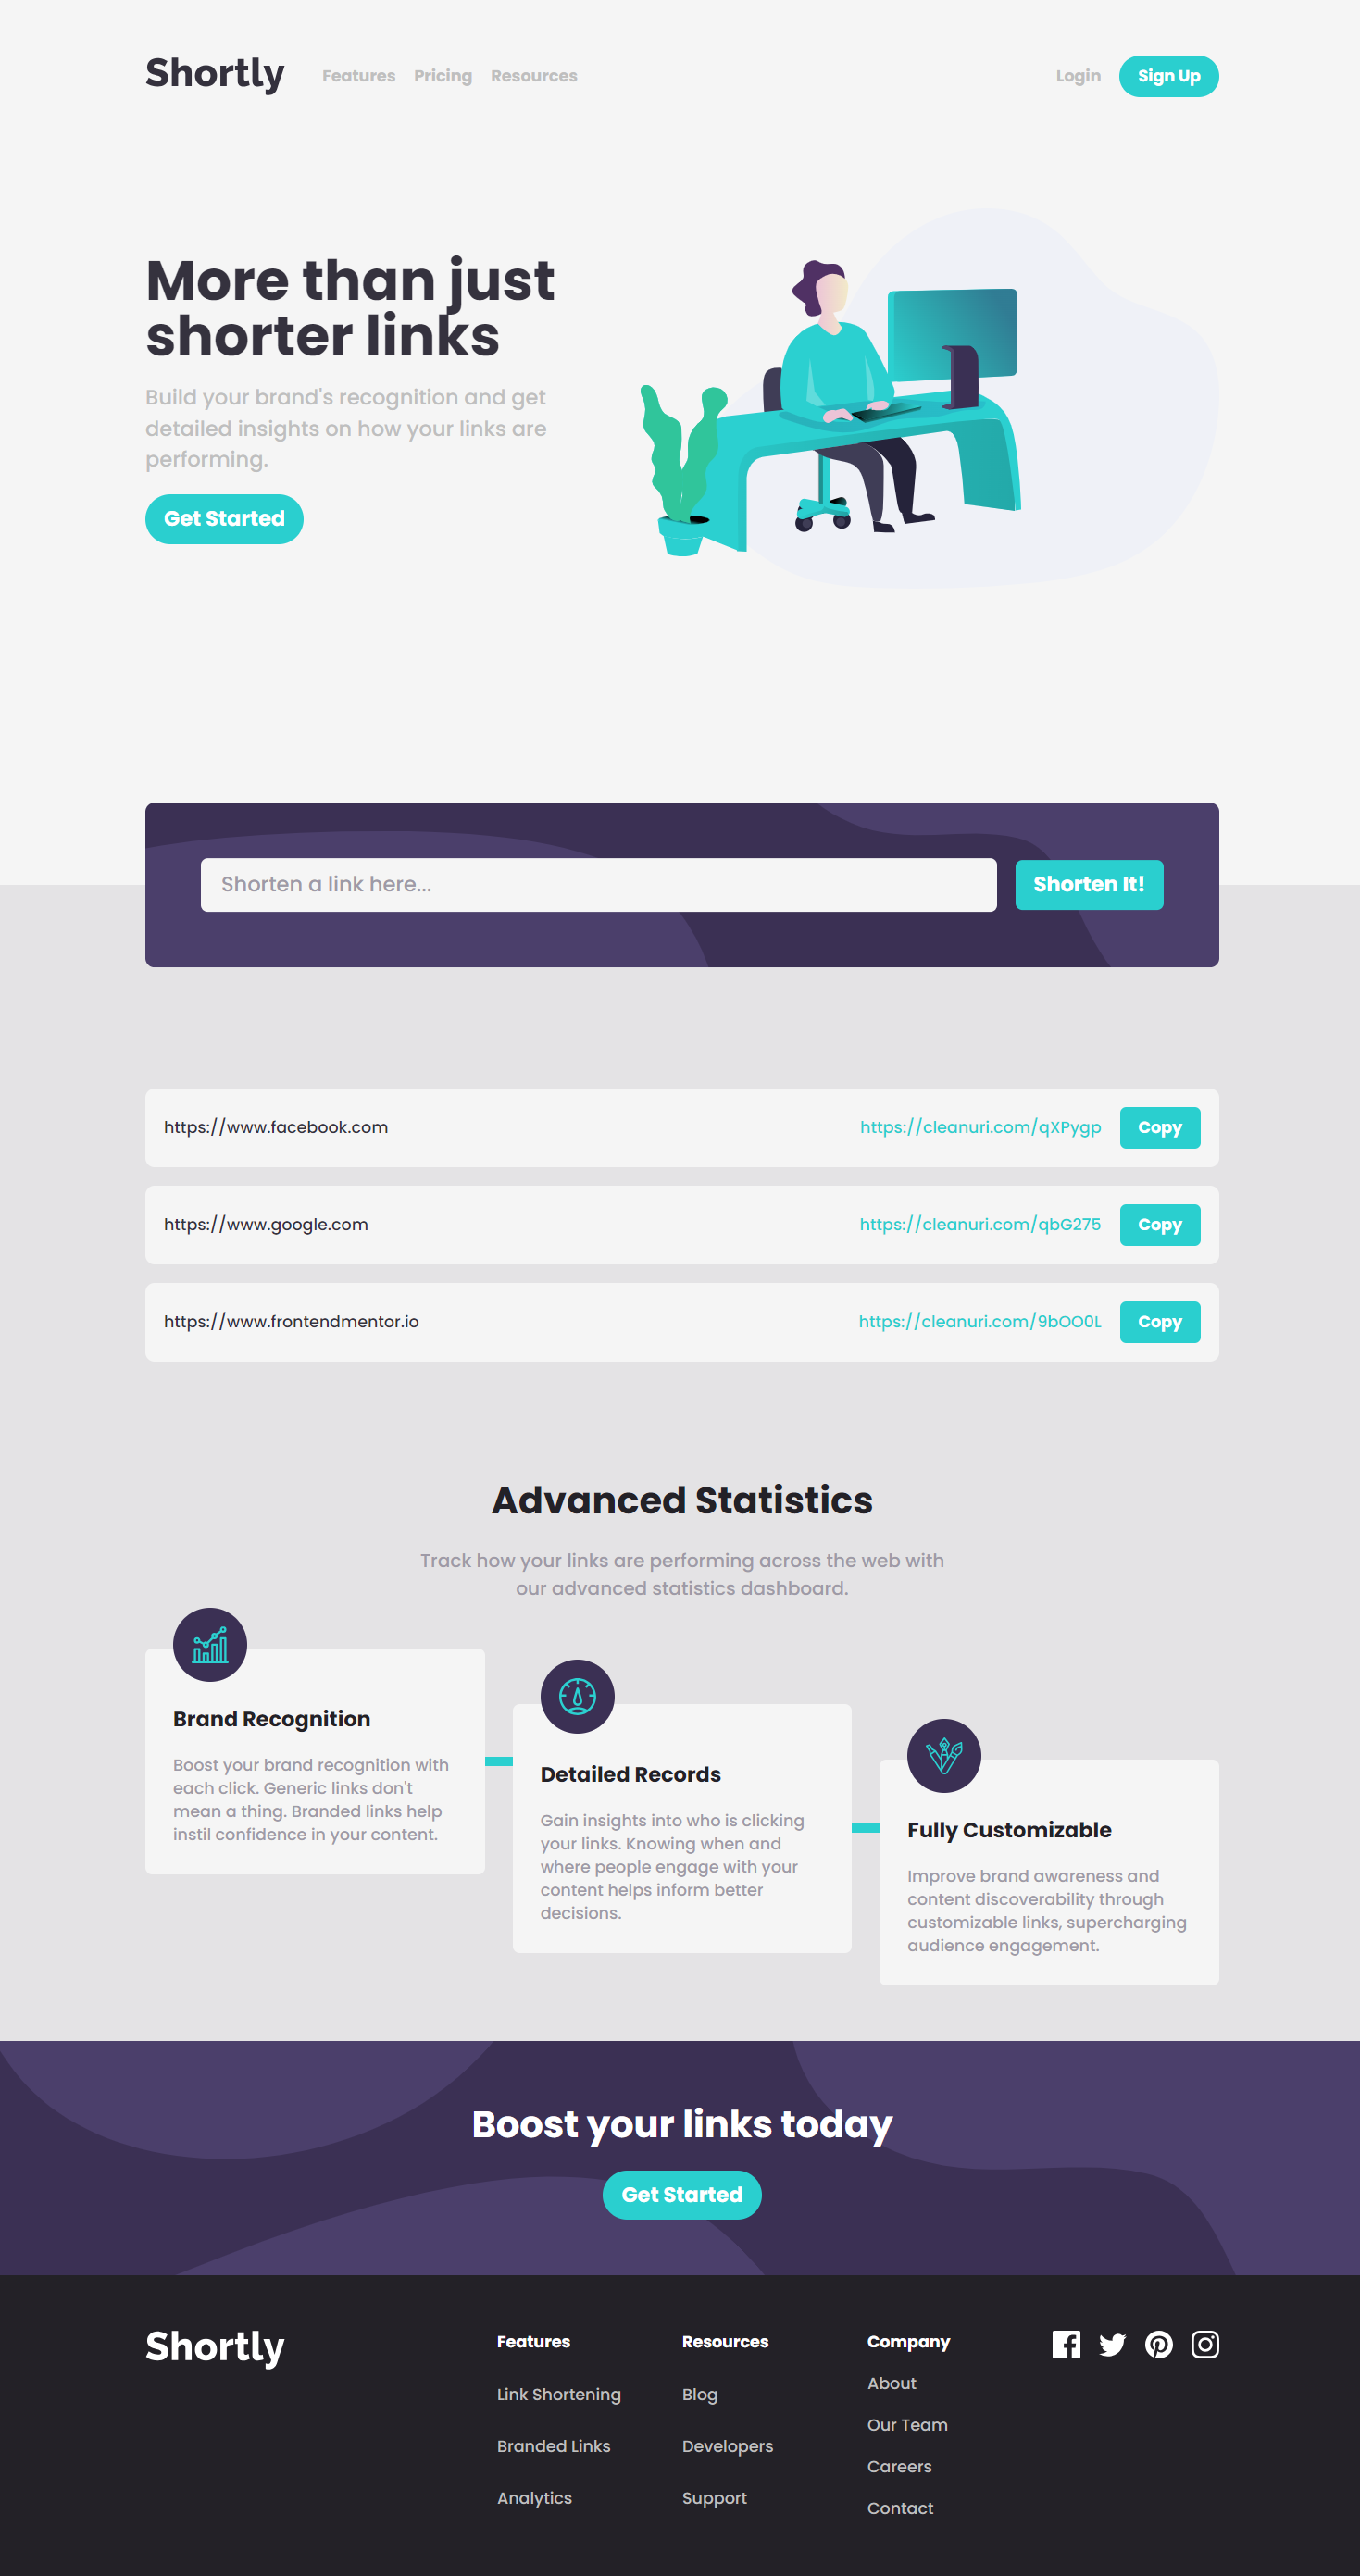 Shortly
Features Pricing Resources
Login
Sign Up
More than just
shorter links
Build your brand's recognition and get
detailed insights on how your links are
performing.
Get Started
Shorten a link here...
Shorten It!
https://www.facebook.com
https://cleanuri.com/qXPygp
Copy
https://www.google.com
https://cleanuri.com/qbG275
Copy
https://www.frontendmentor.io
https://cleanuri.com/9bOO0L
Copy
Advanced Statistics
Track how your links are performing across the web with
our advanced statistics dashboard.
Brand Recognition
Boost your brand recognition with
each click. Generic links don't
mean a thing. Branded links help
instil confidence in your content.
Detailed Records
Gain insights into who is clicking
your links. Knowing when and
where people engage with your
content helps inform better
decisions.
Fully Customizable
Improve brand awareness and
content discoverability through
customizable links, supercharging
audience engagement.
Boost your links today
Get Started
Shortly
Features
Link Shortening
Branded Links
Analytics
Resources
Blog
Developers
Support
Company
About
Our Team
Careers
Contact